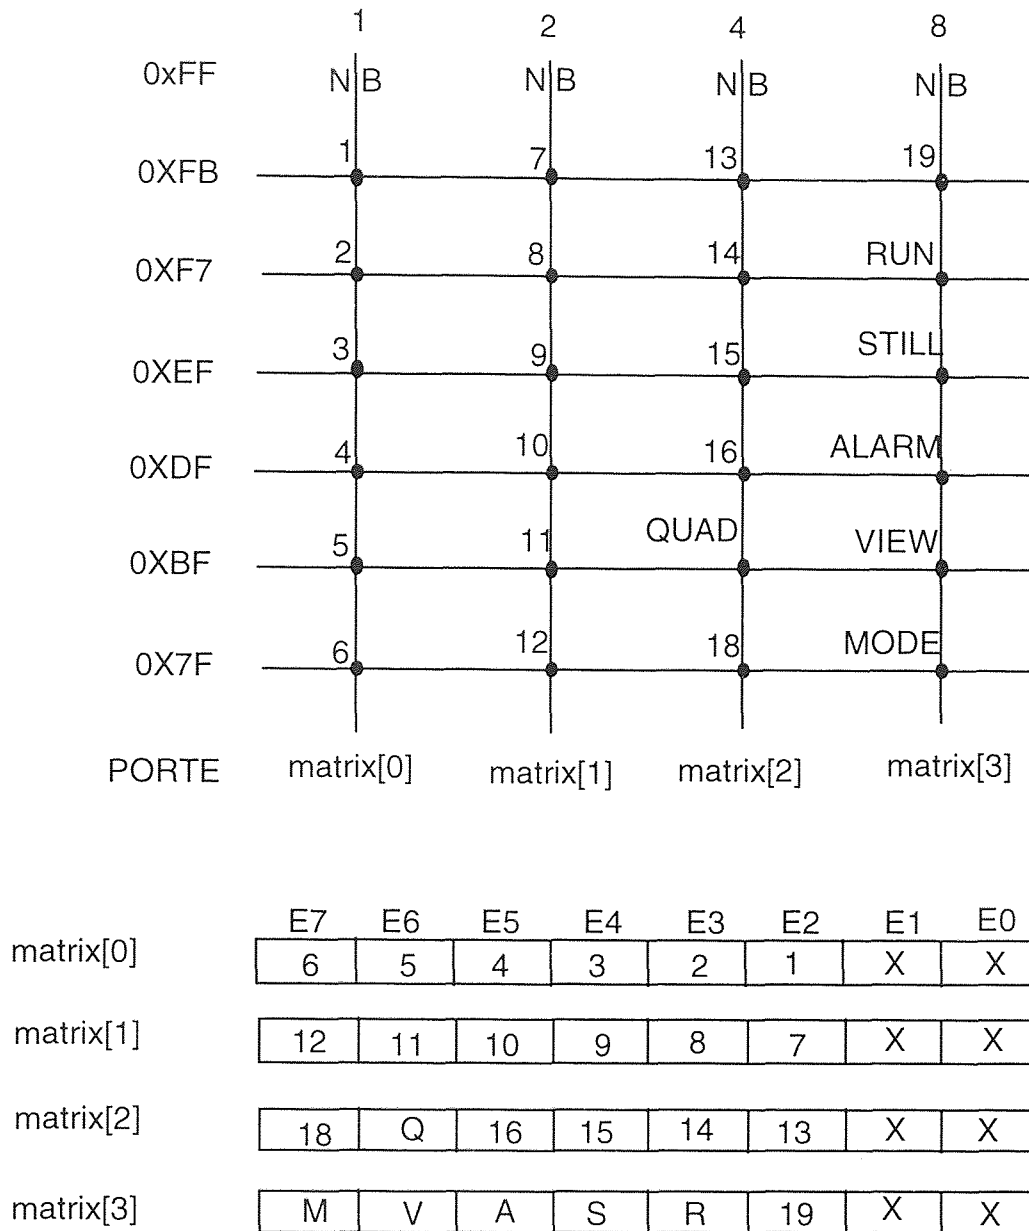 1 2 4 8
0xFF N B N B N B N B
0XFB 1 7 13 19
0XF7 2 8 14 RUN
0XEF 3 9 15 STILL
0XDF 4 10 16 ALARM
0XBF 5 11 QUAD VIEW
0X7F 6 12 18 MODE
PORTE matrix[0] matrix[1] matrix[2] matrix[3]
E7 E6 E5 E4 E3 E2 E1 E0
matrix[0] 6 5 4 3 2 1 X X
matrix[1] 12 11 10 9 8 7 X X
matrix[2] 18 Q 16 15 14 13 X X
matrix[3] M V A S R 19 X X